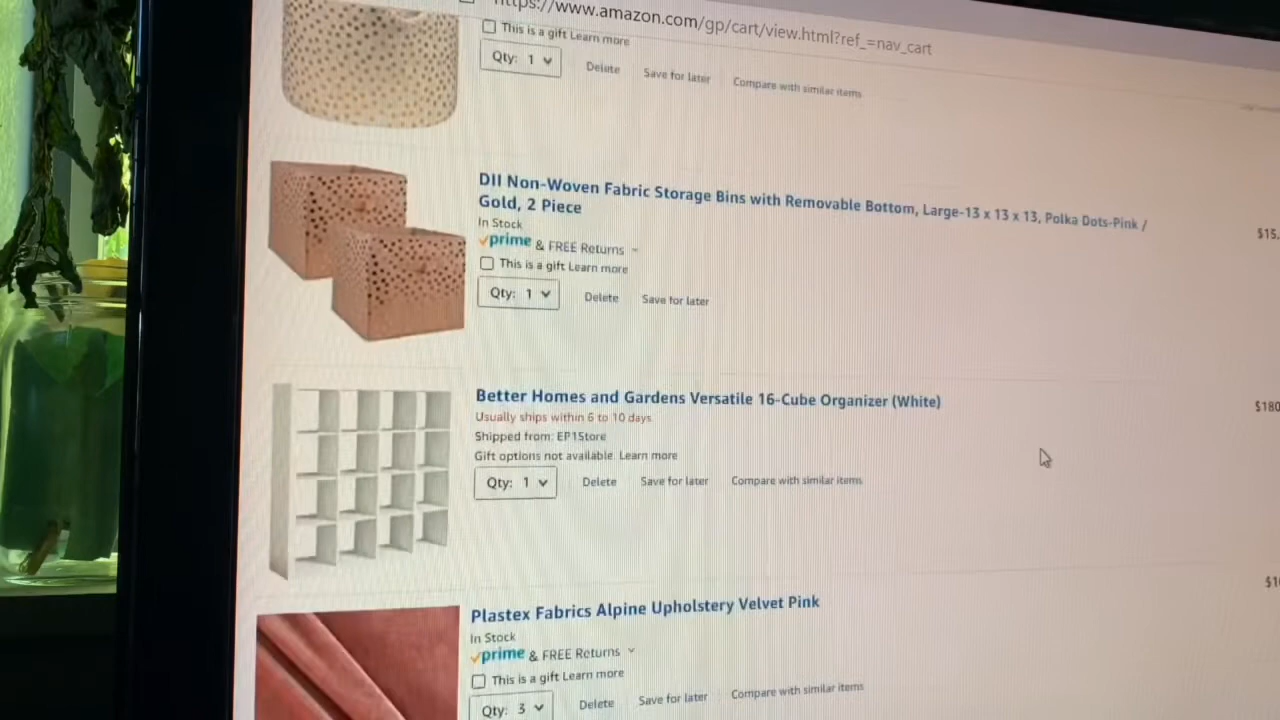 https://www.amazon.com/gp/cart/view.html?ref_=nav_cart
This is a gift Learn more
Qty: 1 Delete Save for later Compare with similar items
DII Non-Woven Fabric Storage Bins with Removable Bottom, Large-13 x 13 x 13, Polka Dots-Pink /
Gold, 2 Piece
$15.
In Stock
prime & FREE Returns
This is a gift Learn more
Qty: 1 Delete Save for later
Better Homes and Gardens Versatile 16-Cube Organizer (White)
$180
Usually ships within 6 to 10 days.
Shipped from: EP1Store
Gift options not available. Learn more
Qty: 1 Delete Save for later Compare with similar items
Plastex Fabrics Alpine Upholstery Velvet Pink
In Stock
prime & FREE Returns
This is a gift Learn more
Qty: 3 Delete Save for later Compare with similar items